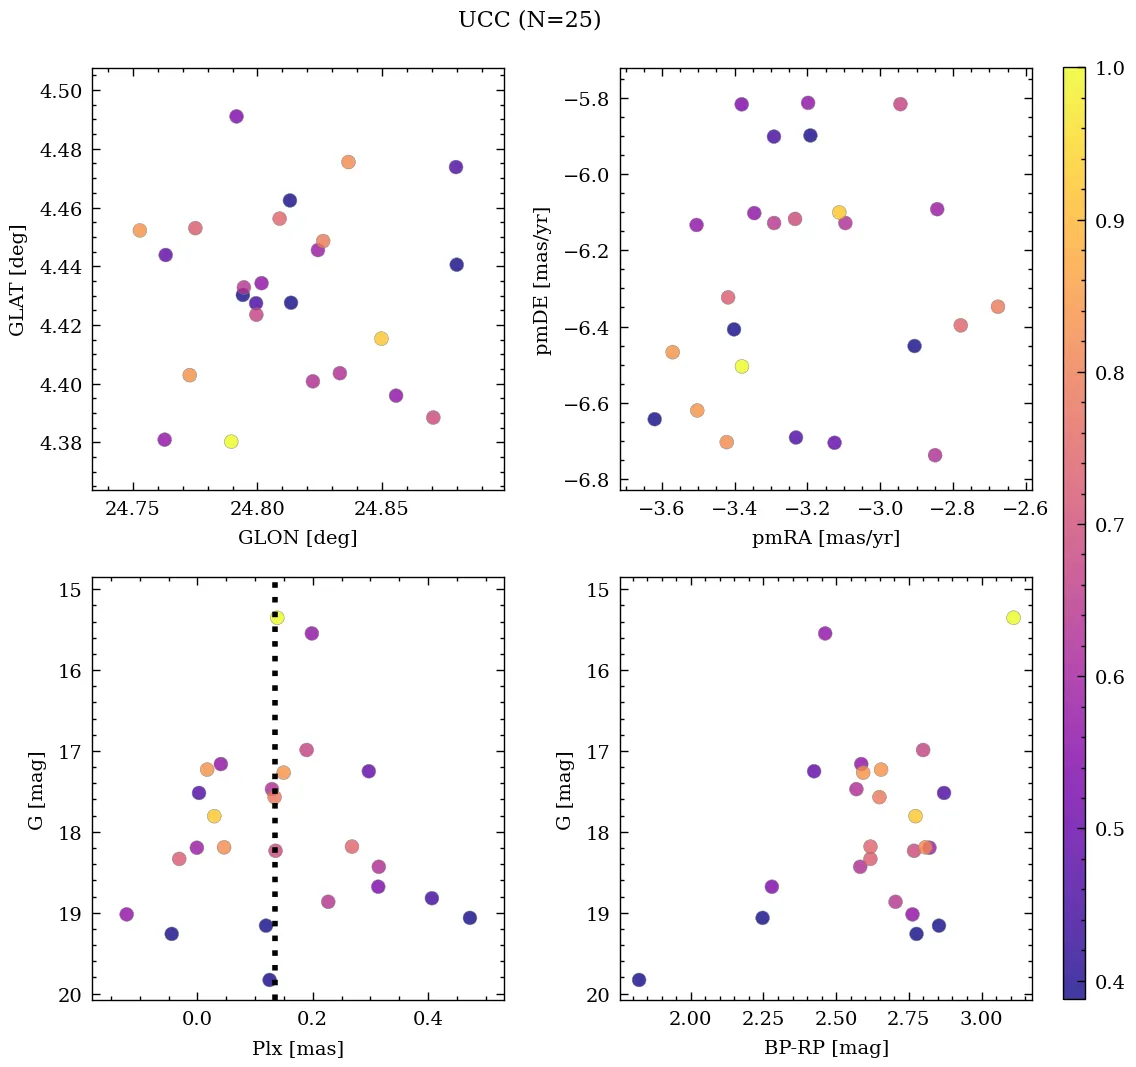 UCC (N=25)
4.50
4.48
4.46
4.44
4.42
4.40
4.38
GLAT [deg]
24.75 24.80 24.85
GLON [deg]
−5.8
−6.0
−6.2
−6.4
−6.6
−6.8
pmDE [mas/yr]
−3.6 −3.4 −3.2 −3.0 −2.8 −2.6
pmRA [mas/yr]
15
16
17
18
19
20
G [mag]
0.0 0.2 0.4
Plx [mas]
15
16
17
18
19
20
G [mag]
2.00 2.25 2.50 2.75 3.00
BP-RP [mag]
1.0
0.9
0.8
0.7
0.6
0.5
0.4